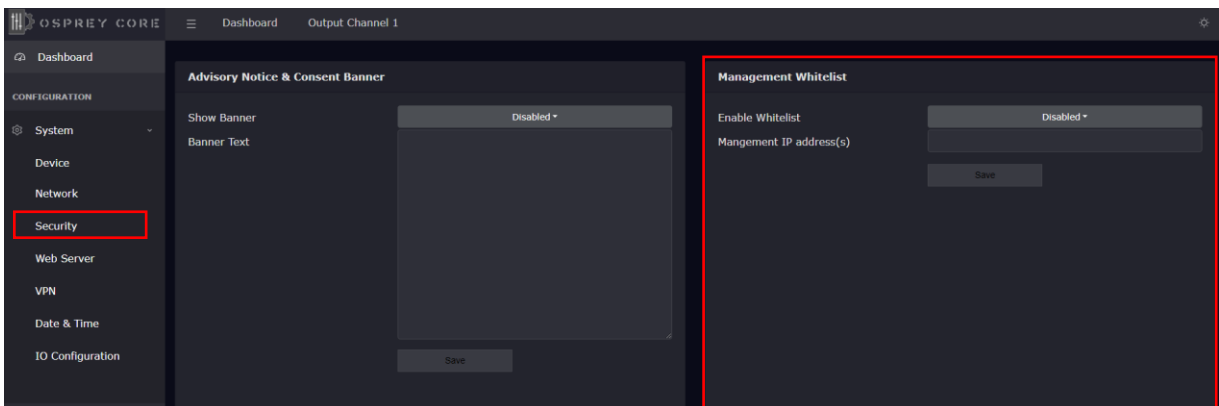 OSPREY CORE
Dashboard
Output Channel 1
Dashboard
CONFIGURATION
System
Device
Network
Security
Web Server
VPN
Date & Time
IO Configuration
Advisory Notice & Consent Banner
Show Banner
Disabled
Banner Text
Save
Management Whitelist
Enable Whitelist
Disabled
Mangement IP address(s)
Save